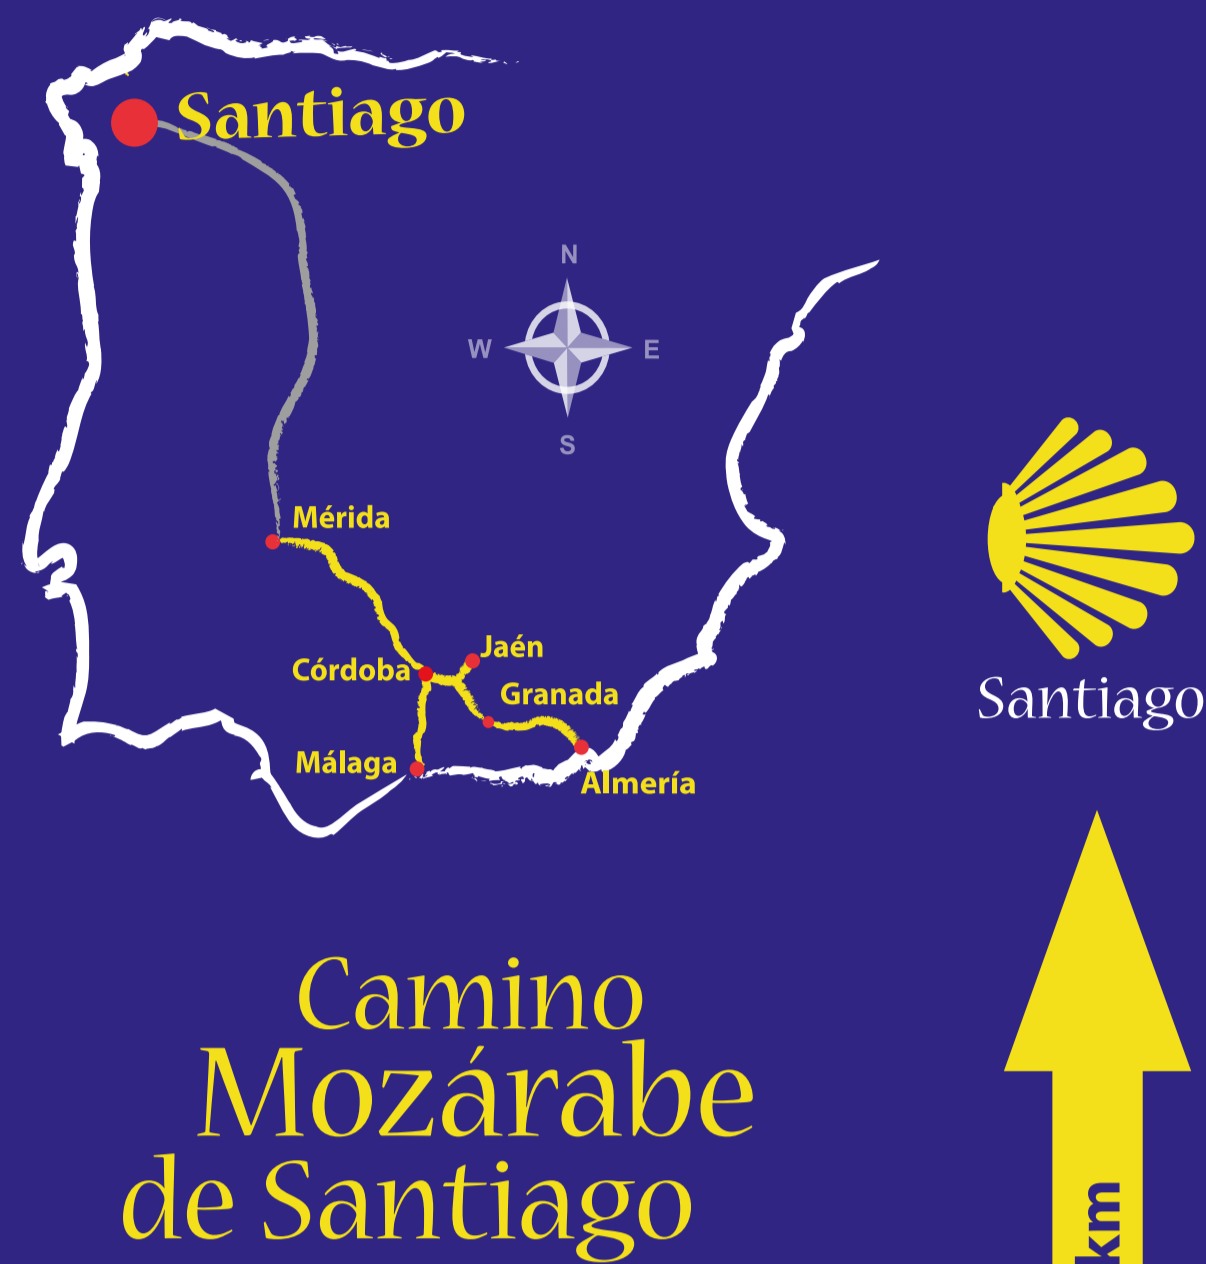 Santiago
N
W
E
S
Mérida
Jaén
Córdoba
Granada
Málaga
Almería
Santiago
Camino
Mozárabe
de Santiago
km